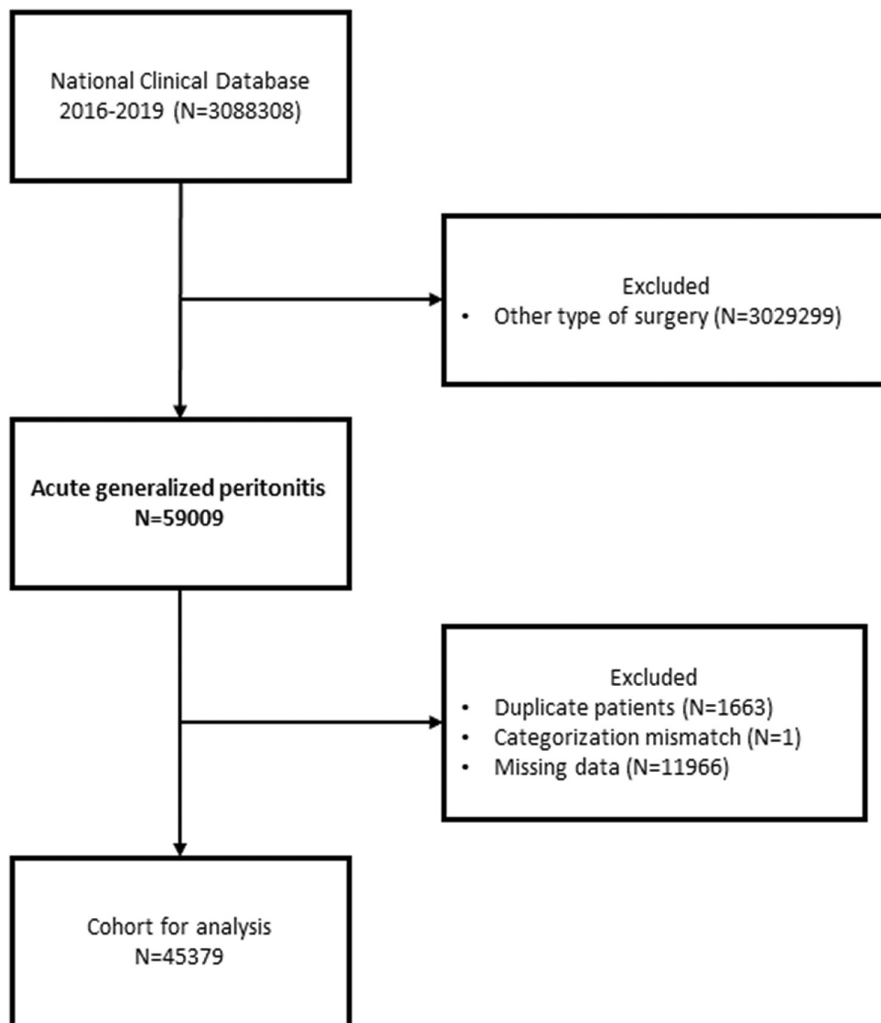 National Clinical Database
2016-2019 (N=3088308)
Excluded
• Other type of surgery (N=3029299)
Acute generalized peritonitis
N=59009
Excluded
• Duplicate patients (N=1663)
• Categorization mismatch (N=1)
• Missing data (N=11966)
Cohort for analysis
N=45379